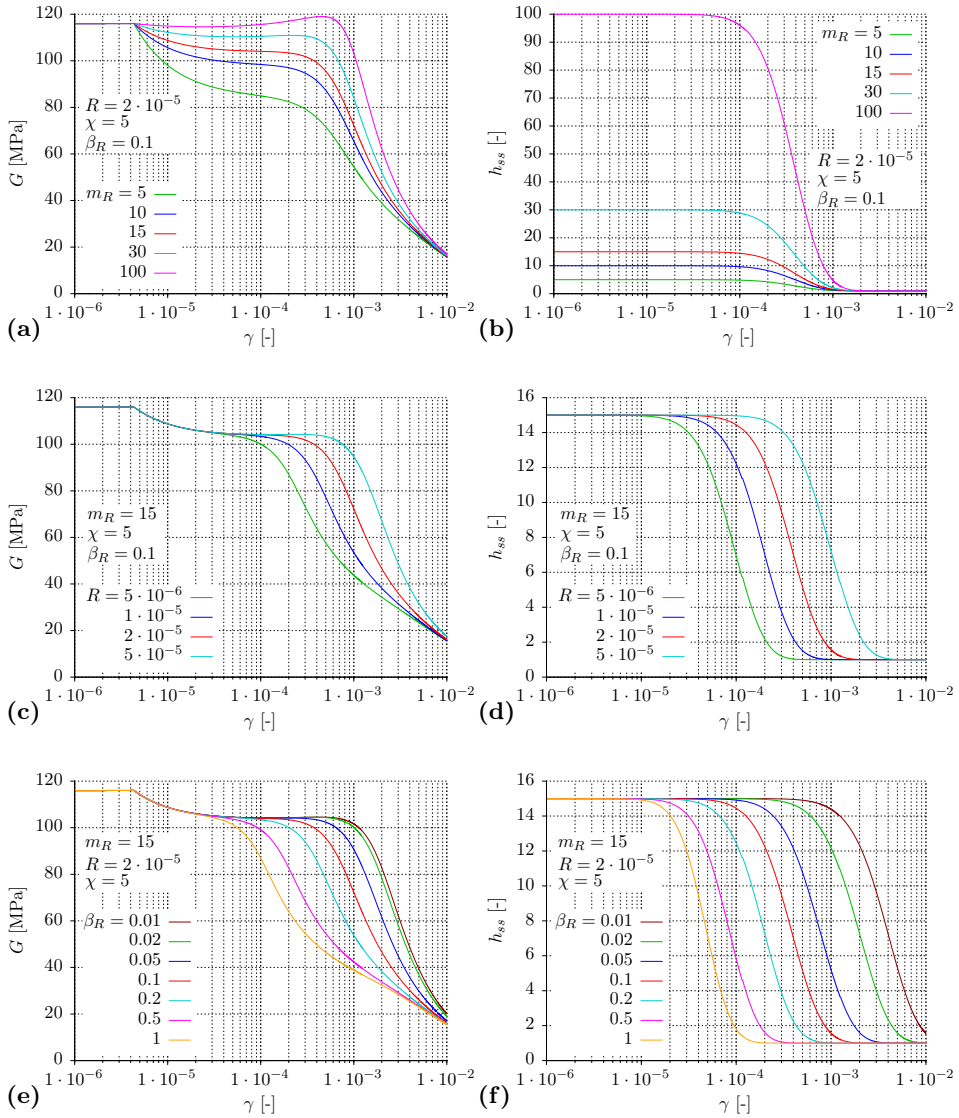 120
100
80
60
40
20
0
G [MPa]
R = 2 · 10⁻⁵
χ = 5
β_R = 0.1
m_R = 5
10
15
30
100
1 · 10⁻⁶ 1 · 10⁻⁵ 1 · 10⁻⁴ 1 · 10⁻³ 1 · 10⁻²
(a) γ [-]
100
90
80
70
60
50
40
30
20
10
0
h_ss [-]
m_R = 5
10
15
30
100
R = 2 · 10⁻⁵
χ = 5
β_R = 0.1
1 · 10⁻⁶ 1 · 10⁻⁵ 1 · 10⁻⁴ 1 · 10⁻³ 1 · 10⁻²
(b) γ [-]
120
100
80
60
40
20
0
G [MPa]
m_R = 15
χ = 5
β_R = 0.1
R = 5 · 10⁻⁶
1 · 10⁻⁵
2 · 10⁻⁵
5 · 10⁻⁵
1 · 10⁻⁶ 1 · 10⁻⁵ 1 · 10⁻⁴ 1 · 10⁻³ 1 · 10⁻²
(c) γ [-]
16
14
12
10
8
6
4
2
0
h_ss [-]
m_R = 15
χ = 5
β_R = 0.1
R = 5 · 10⁻⁶
1 · 10⁻⁵
2 · 10⁻⁵
5 · 10⁻⁵
1 · 10⁻⁶ 1 · 10⁻⁵ 1 · 10⁻⁴ 1 · 10⁻³ 1 · 10⁻²
(d) γ [-]
120
100
80
60
40
20
0
G [MPa]
m_R = 15
R = 2 · 10⁻⁵
χ = 5
β_R = 0.01
0.02
0.05
0.1
0.2
0.5
1
1 · 10⁻⁶ 1 · 10⁻⁵ 1 · 10⁻⁴ 1 · 10⁻³ 1 · 10⁻²
(e) γ [-]
16
14
12
10
8
6
4
2
0
h_ss [-]
m_R = 15
R = 2 · 10⁻⁵
χ = 5
β_R = 0.01
0.02
0.05
0.1
0.2
0.5
1
1 · 10⁻⁶ 1 · 10⁻⁵ 1 · 10⁻⁴ 1 · 10⁻³ 1 · 10⁻²
(f) γ [-]